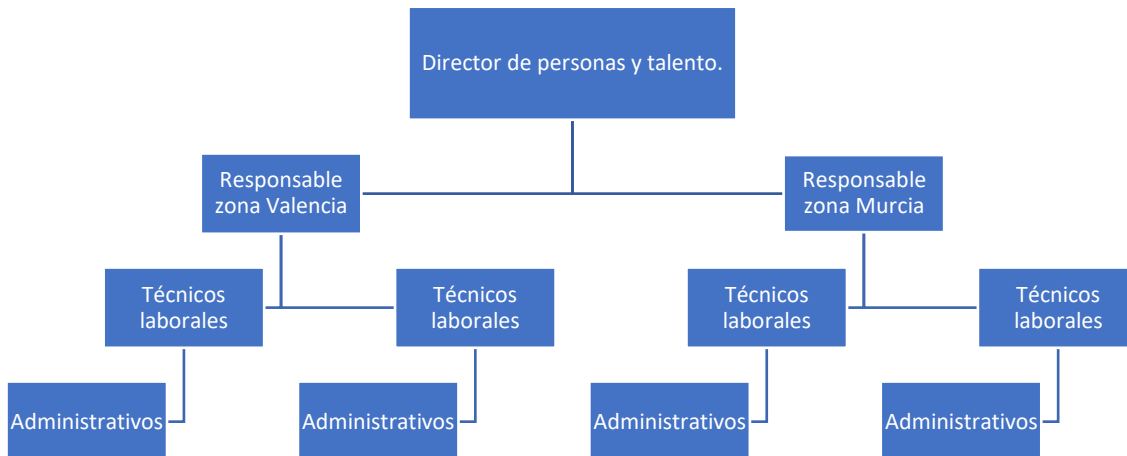 Director de personas y talento.
Responsable
zona Valencia
Responsable
zona Murcia
Técnicos
laborales
Técnicos
laborales
Técnicos
laborales
Técnicos
laborales
Administrativos
Administrativos
Administrativos
Administrativos